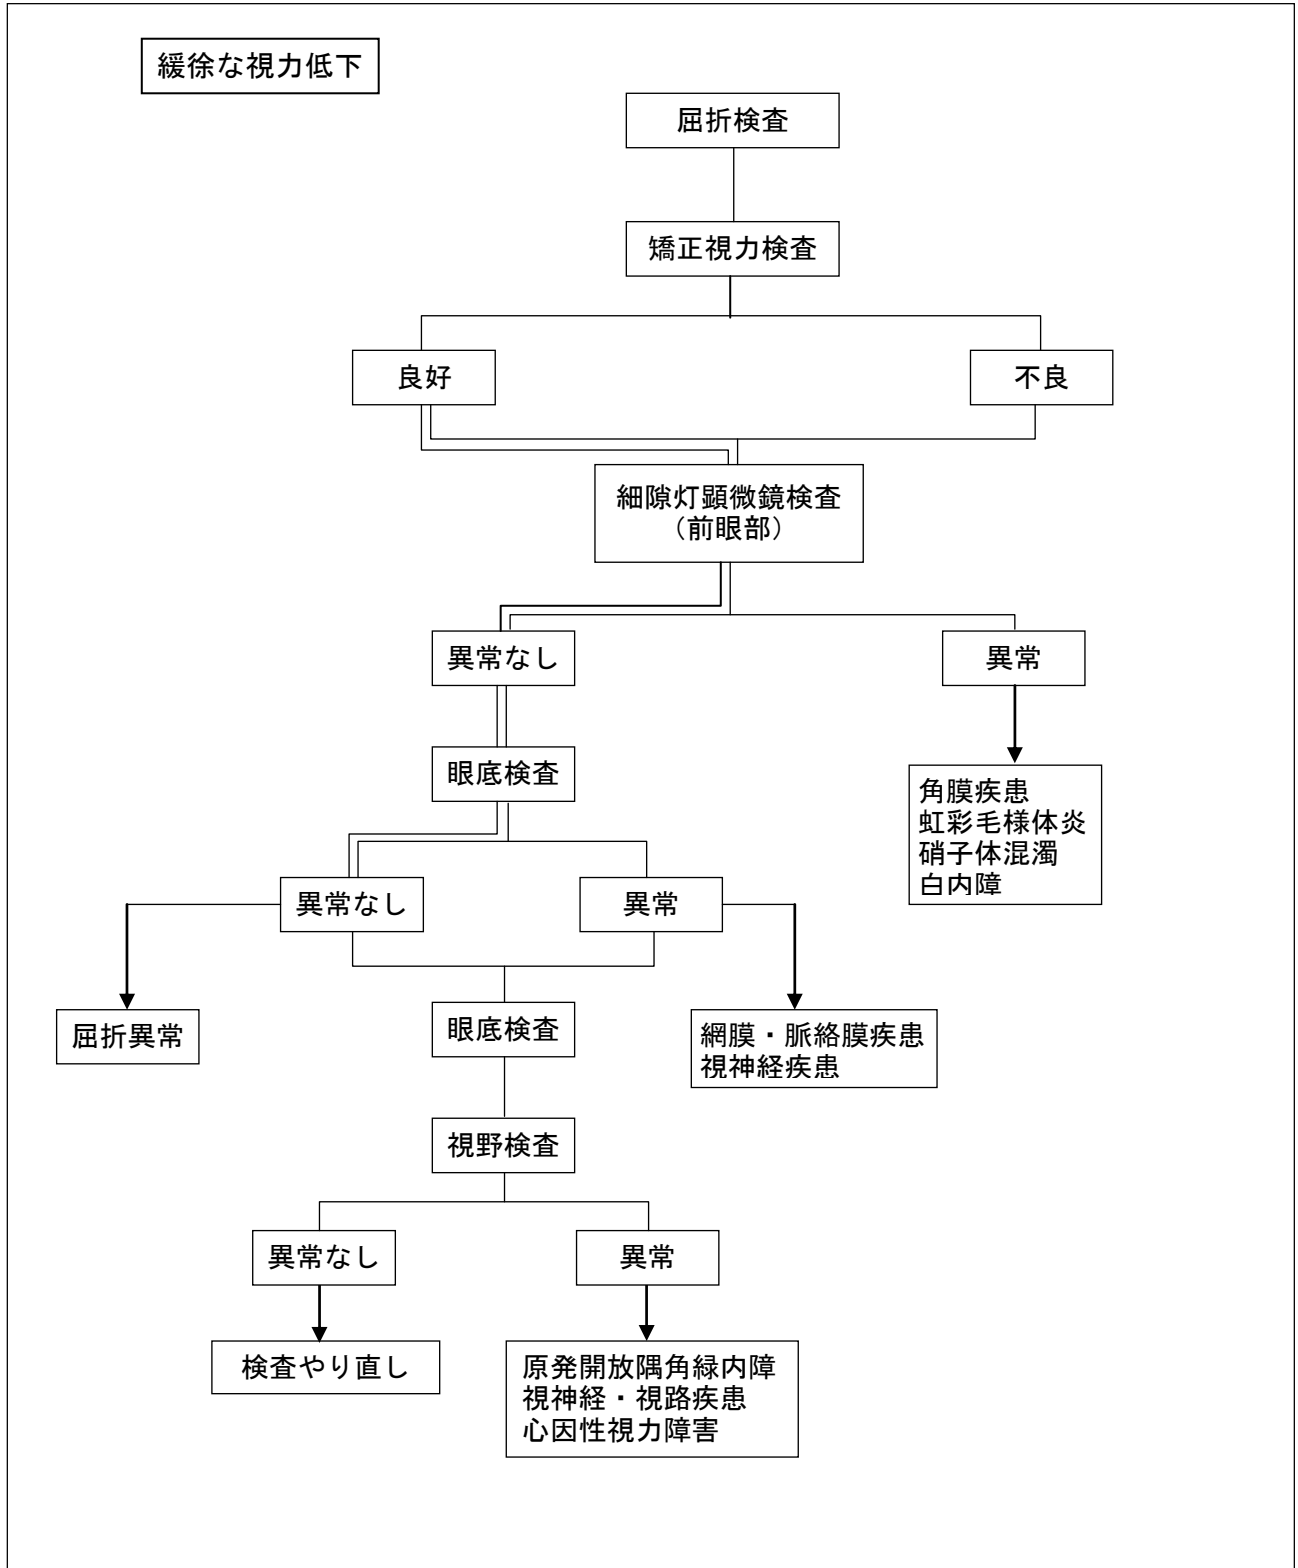 緩徐な視力低下
屈折検査
矯正視力検査
良好
不良
細隙灯顕微鏡検査
（前眼部）
異常なし
異常
眼底検査
角膜疾患
虹彩毛様体炎
硝子体混濁
白内障
異常なし
異常
屈折異常
眼底検査
網膜・脈絡膜疾患
視神経疾患
視野検査
異常なし
異常
検査やり直し
原発開放隅角緑内障
視神経・視路疾患
心因性視力障害